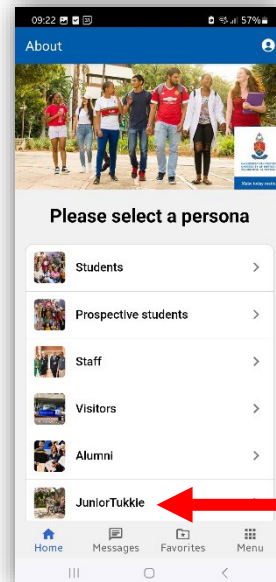 09:22
57%
About
Please select a persona
Students
Prospective students
Staff
Visitors
Alumni
JuniorTukkie
Home Messages Favorites Menu